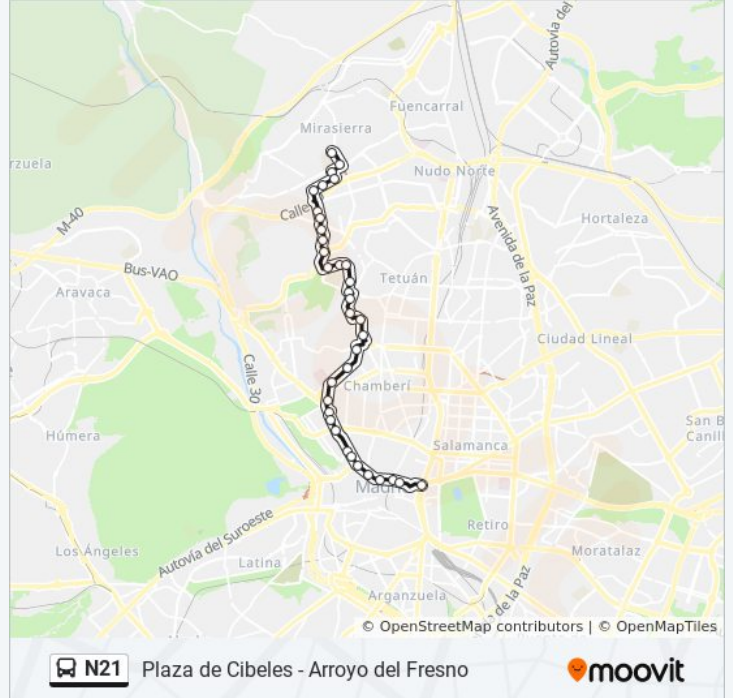 Autovía del
Fuencarral
Mirasierra
rzuela
Nudo Norte
Calle
M-40
Avenida de la Paz
Hortaleza
Bus-VAO
Tetuán
Aravaca
Ciudad Lineal
Calle 30
Chamberí
San B
Canill
Húmera
Salamanca
Madri
Autovía del Suroeste
Retiro
Los Ángeles
Moratalaz
Latina
Arganzuela
de la Paz
© OpenStreetMap contributors | © OpenMapTiles
N21 Plaza de Cibeles - Arroyo del Fresno
moovit